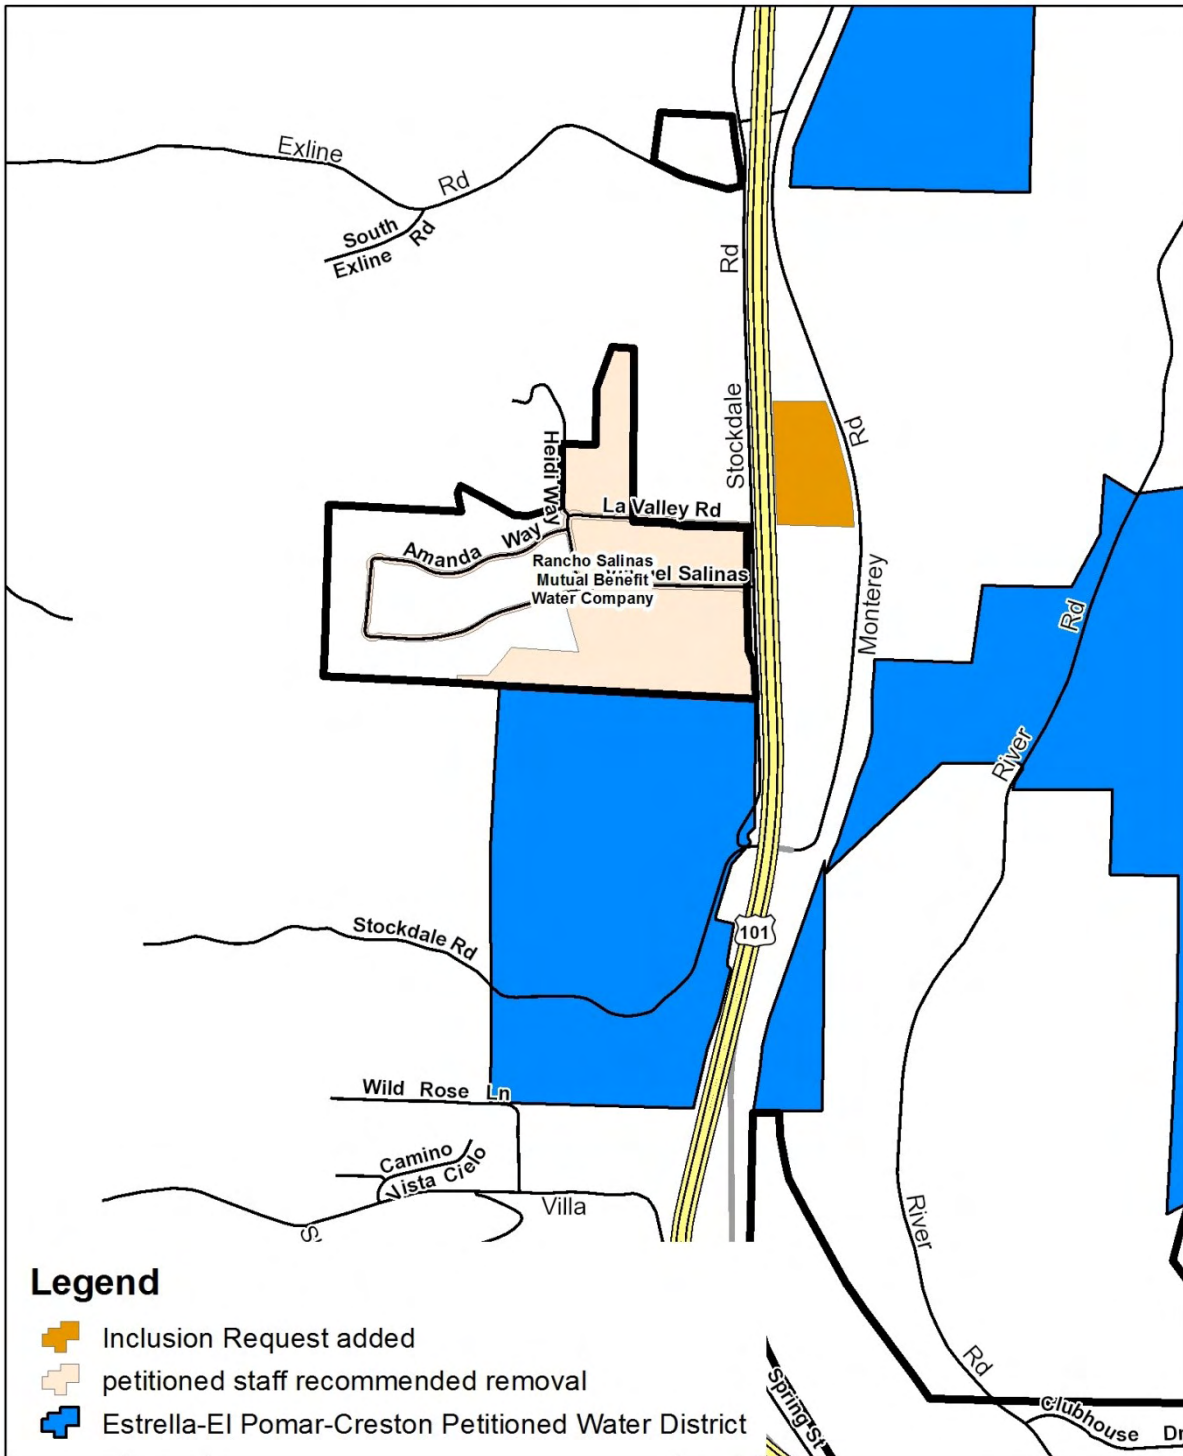 Exline
Rd
South
Exline
Rd
Rd
Stockdale
Rd
Heidi Way
La Valley Rd
Amanda Way
Rancho Salinas
Mutual Benefit
Water Company
Salinas
Monterey
Rd
River
101
Stockdale Rd
Wild Rose Ln
Camino
Vista Cielo
Villa
River
Rd
Clubhouse Dr
Spring St
Legend
Inclusion Request added
petitioned staff recommended removal
Estrella-El Pomar-Creston Petitioned Water District